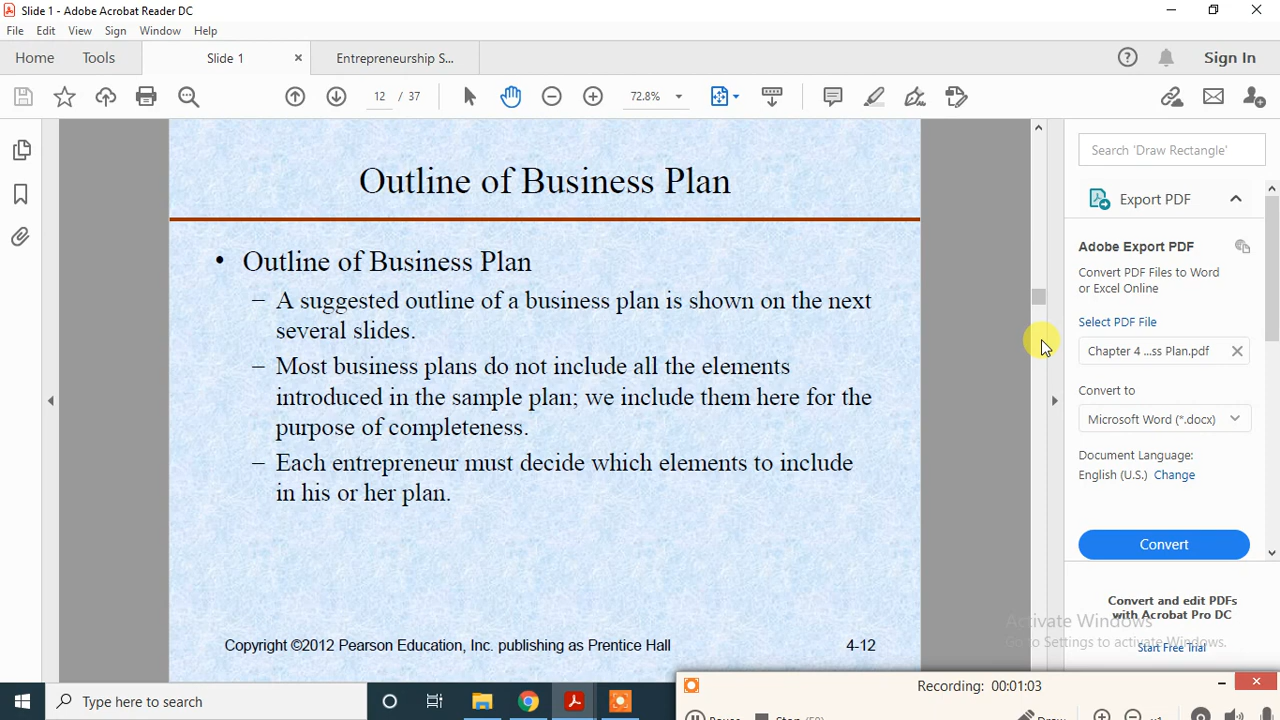 Slide 1 - Adobe Acrobat Reader DC
File Edit View Sign Window Help
Home Tools Slide 1 × Entrepreneurship S... Sign In
12 / 37 72.8%
Outline of Business Plan
• Outline of Business Plan
– A suggested outline of a business plan is shown on the next
several slides.
– Most business plans do not include all the elements
introduced in the sample plan; we include them here for the
purpose of completeness.
– Each entrepreneur must decide which elements to include
in his or her plan.
Copyright ©2012 Pearson Education, Inc. publishing as Prentice Hall 4-12
Search 'Draw Rectangle'
Export PDF
Adobe Export PDF
Convert PDF Files to Word
or Excel Online
Select PDF File
Chapter 4 ...ss Plan.pdf
Convert to
Microsoft Word (*.docx)
Document Language:
English (U.S.) Change
Convert
Convert and edit PDFs
with Acrobat Pro DC
Start Free Trial
Activate Windows
Go to Settings to activate Windows.
Type here to search
Recording: 00:01:03
Pause Stop Draw